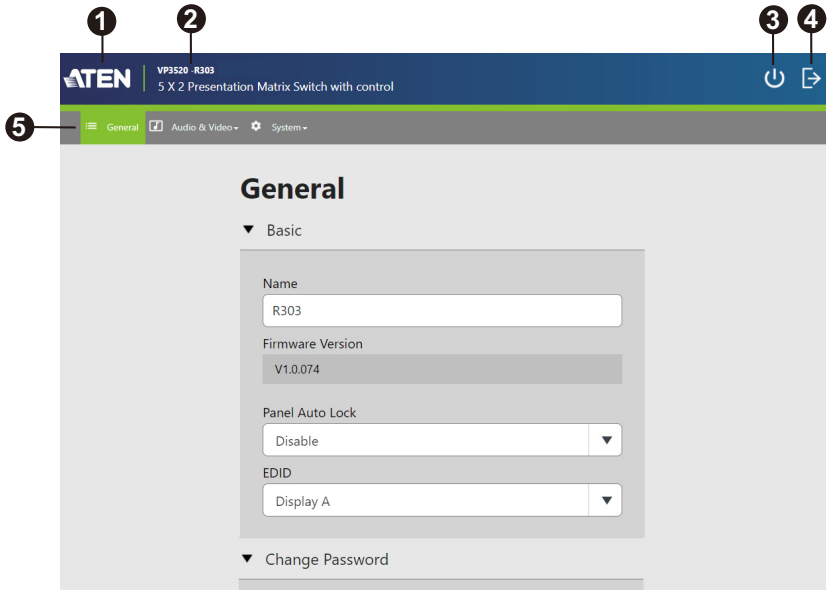 1 2 3 4
ATEN
VP3520 -R303
5 X 2 Presentation Matrix Switch with control
5 General Audio & Video System
General
Basic
Name
R303
Firmware Version
V1.0.074
Panel Auto Lock
Disable
EDID
Display A
Change Password